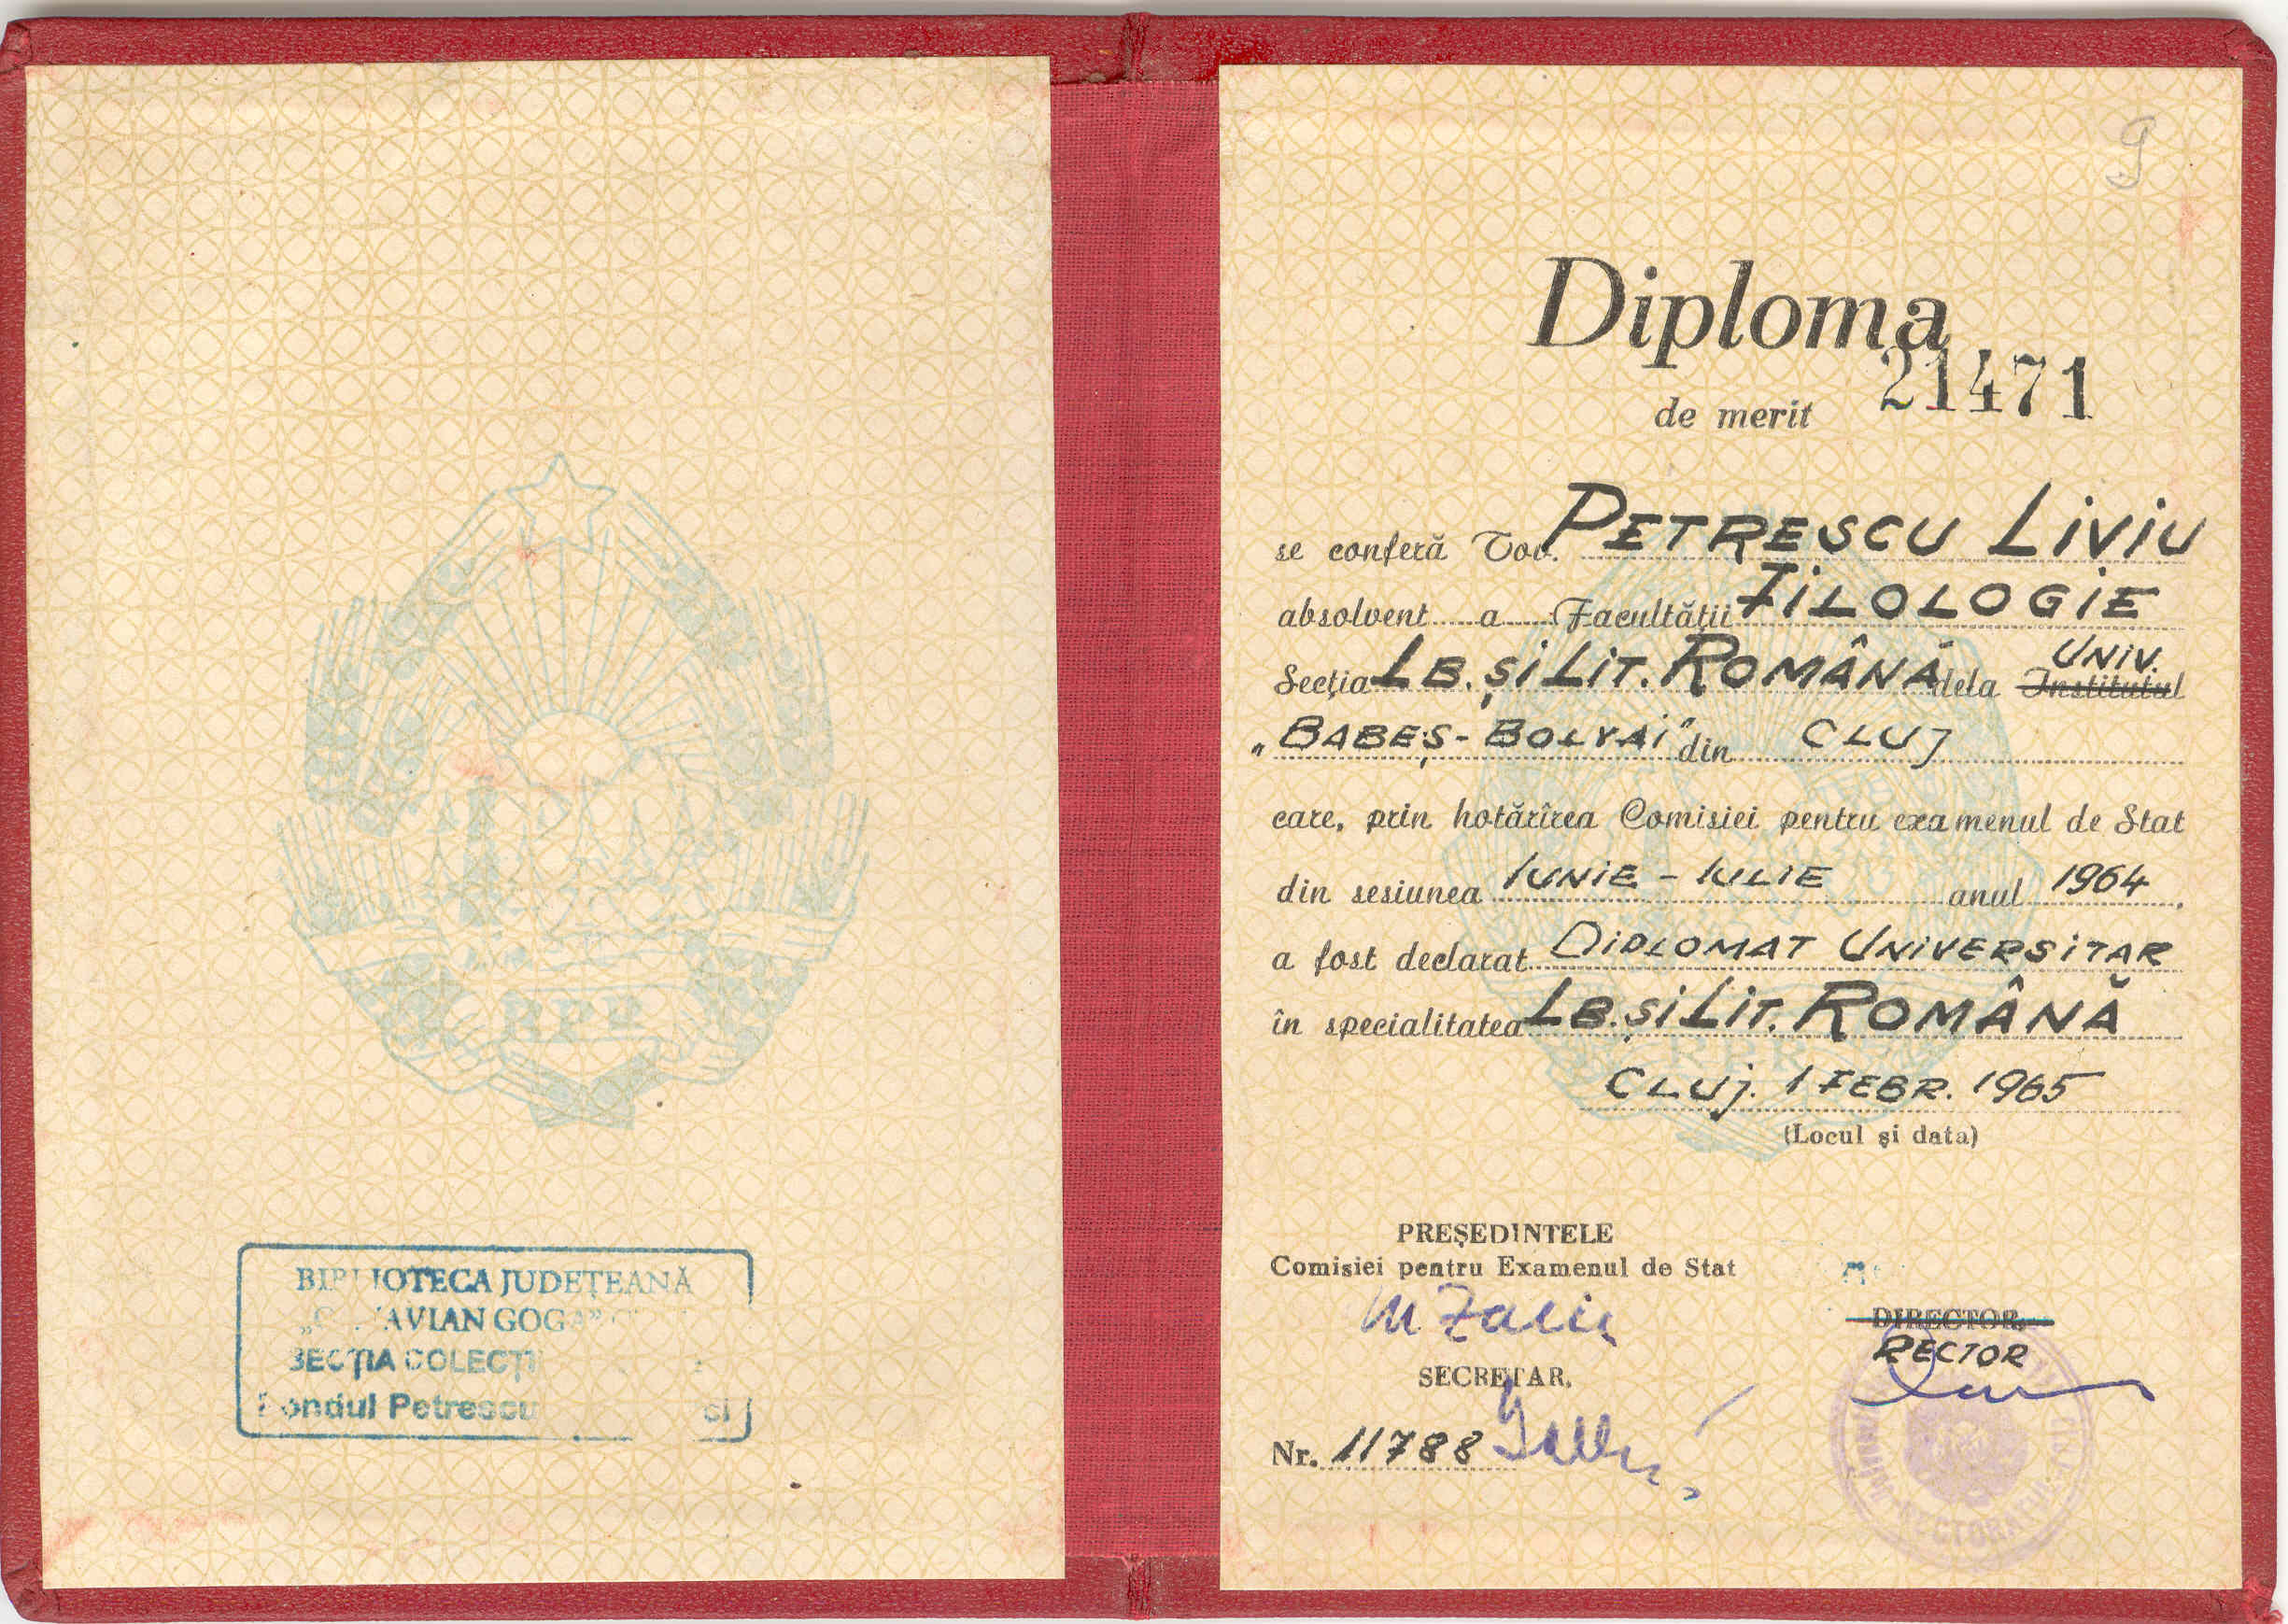 RPR
BIBLIOTECA JUDEȚEANĂ
AVIAN GOGA”
SECȚIA COLECȚI
Fondul Petrescu
9
Diploma
21471
de merit
se conferă Tov. PETRESCU LIVIU
absolvent a Facultății FILOLOGIE
Secția LB. ȘI LIT. ROMÂNĂ dela Institutul UNIV.
„BABEȘ-BOLYAI” din CLUJ
care, prin hotărîrea Comisiei pentru examenul de Stat
din sesiunea IUNIE – IULIE anul 1964.
a fost declarat DIPLOMAT UNIVERSITAR
în specialitatea LB. ȘI LIT. ROMÂNĂ
CLUJ. 1 FEBR. 1965
(Locul și data)
PREȘEDINTELE
Comisiei pentru Examenul de Stat
DIRECTOR,
RECTOR
SECRETAR,
Nr. 11788